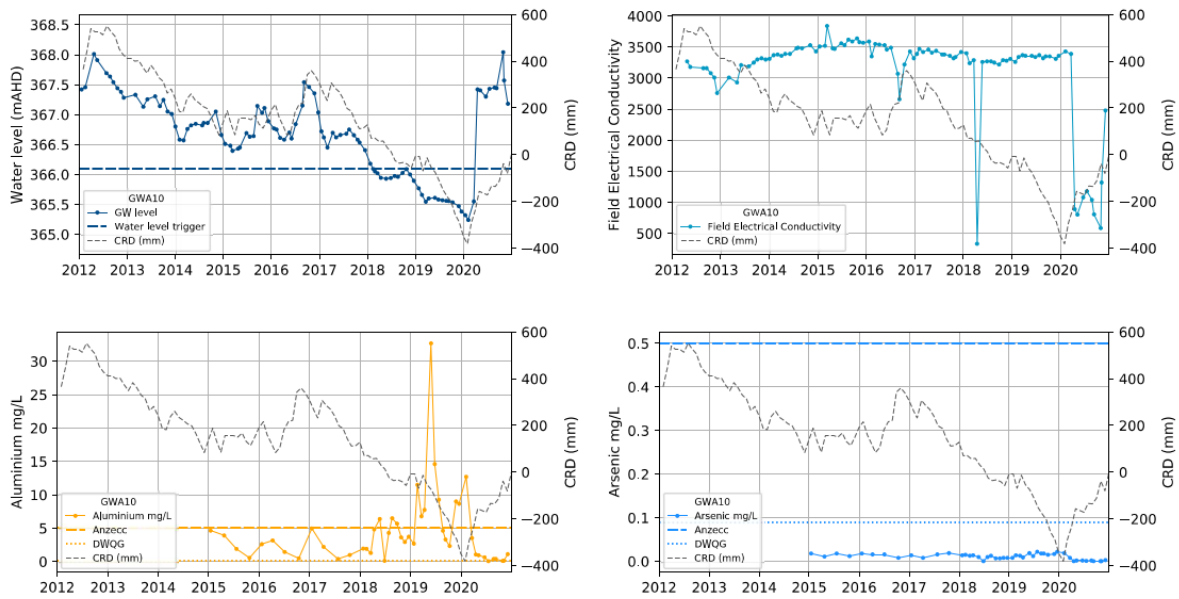 368.5
368.0
367.5
367.0
366.5
366.0
365.5
365.0
Water level (mAHD)
GWA10
GW level
Water level trigger
CRD (mm)
600
400
200
0
−200
−400
CRD (mm)
2012 2013 2014 2015 2016 2017 2018 2019 2020
4000
3500
3000
2500
2000
1500
1000
500
Field Electrical Conductivity
GWA10
Field Electrical Conductivity
CRD (mm)
600
400
200
0
−200
−400
CRD (mm)
2012 2013 2014 2015 2016 2017 2018 2019 2020
30
25
20
15
10
5
0
Aluminium mg/L
GWA10
Aluminium mg/L
Anzecc
DWQG
CRD (mm)
600
400
200
0
−200
−400
CRD (mm)
2012 2013 2014 2015 2016 2017 2018 2019 2020
0.5
0.4
0.3
0.2
0.1
0.0
Arsenic mg/L
GWA10
Arsenic mg/L
Anzecc
DWQG
CRD (mm)
600
400
200
0
−200
−400
CRD (mm)
2012 2013 2014 2015 2016 2017 2018 2019 2020